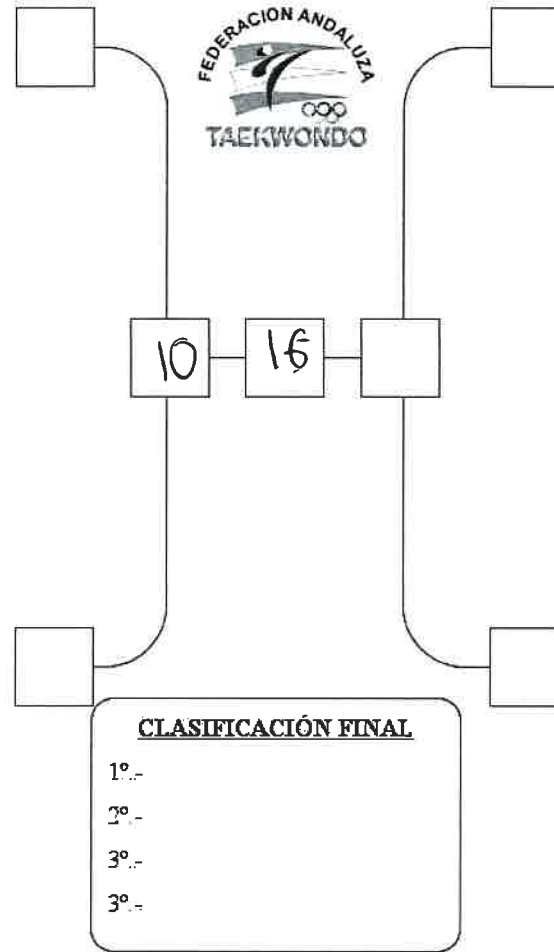 FEDERACION ANDALUZA
TAEKWONDO
10 16
CLASIFICACIÓN FINAL
1º.-
2º.-
3º.-
3º.-